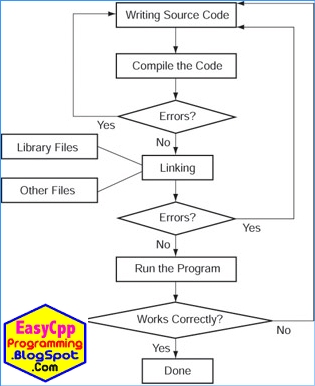 Writing Source Code
Compile the Code
Errors?
Yes
No
Library Files
Linking
Other Files
Errors?
Yes
No
Run the Program
Works Correctly?
No
Yes
Done
EasyCpp
Programming
.BlogSpot
.Com